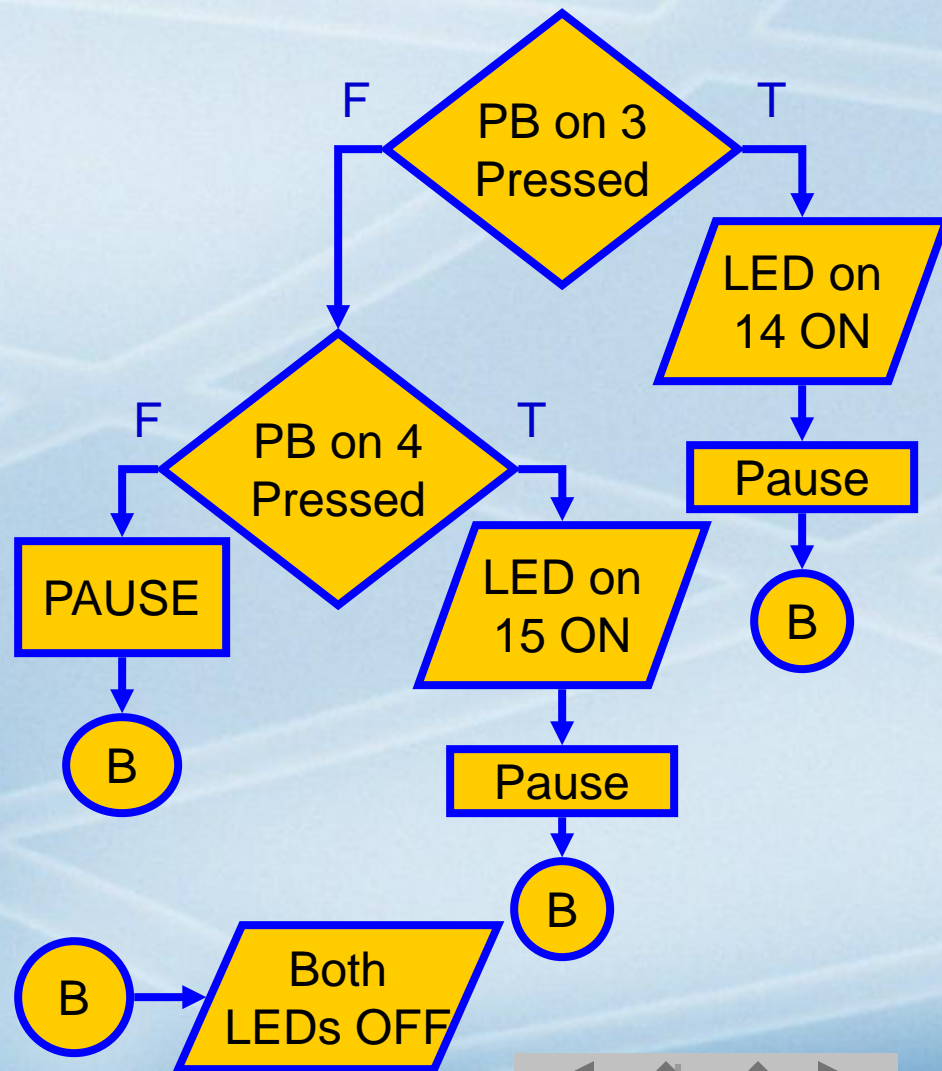 F
T
PB on 3
Pressed
LED on
14 ON
F
T
PB on 4
Pressed
Pause
PAUSE
LED on
15 ON
B
B
Pause
B
B
Both
LEDs OFF